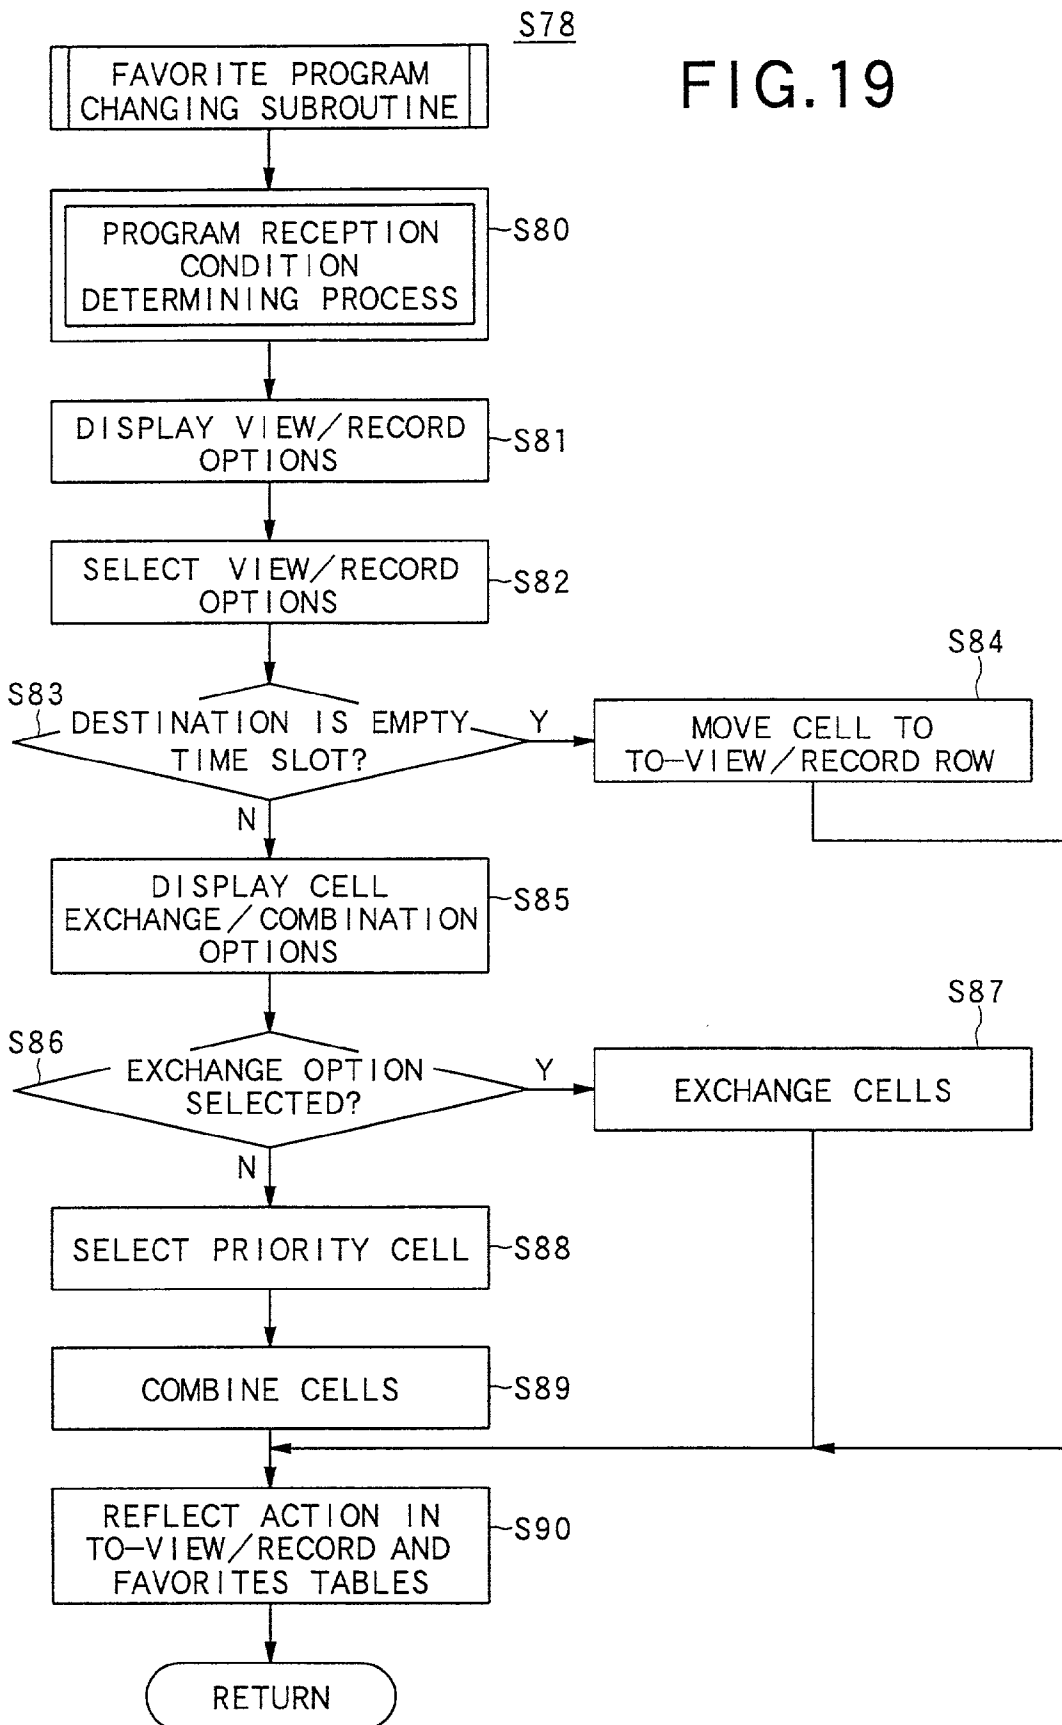 S78
FIG.19
FAVORITE PROGRAM
CHANGING SUBROUTINE
PROGRAM RECEPTION
CONDITION
DETERMINING PROCESS
S80
DISPLAY VIEW/RECORD
OPTIONS
S81
SELECT VIEW/RECORD
OPTIONS
S82
S83
DESTINATION IS EMPTY
TIME SLOT?
Y
N
S84
MOVE CELL TO
TO-VIEW/RECORD ROW
DISPLAY CELL
EXCHANGE/COMBINATION
OPTIONS
S85
S86
EXCHANGE OPTION
SELECTED?
Y
N
S87
EXCHANGE CELLS
SELECT PRIORITY CELL
S88
COMBINE CELLS
S89
REFLECT ACTION IN
TO-VIEW/RECORD AND
FAVORITES TABLES
S90
RETURN